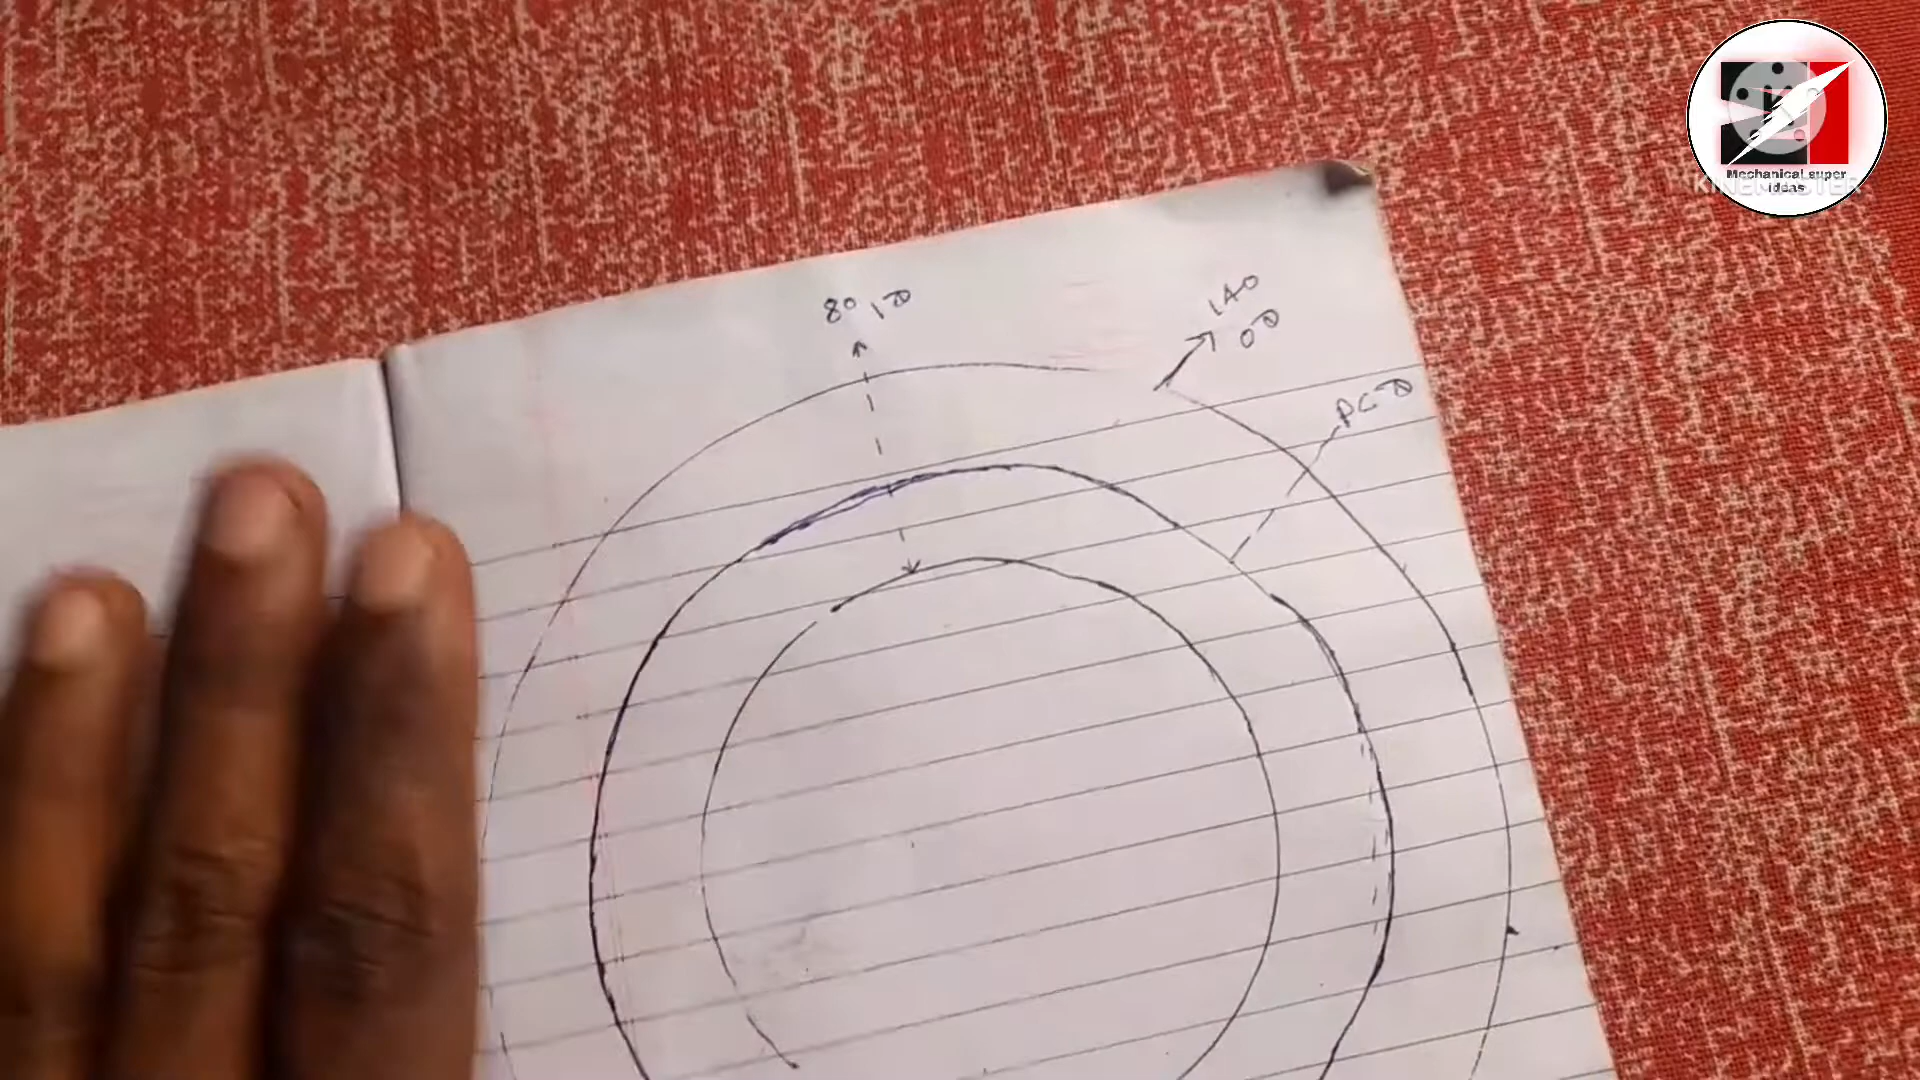 80 ID
140
OD
PCD
Mechanical super
ideas
KINEMASTER